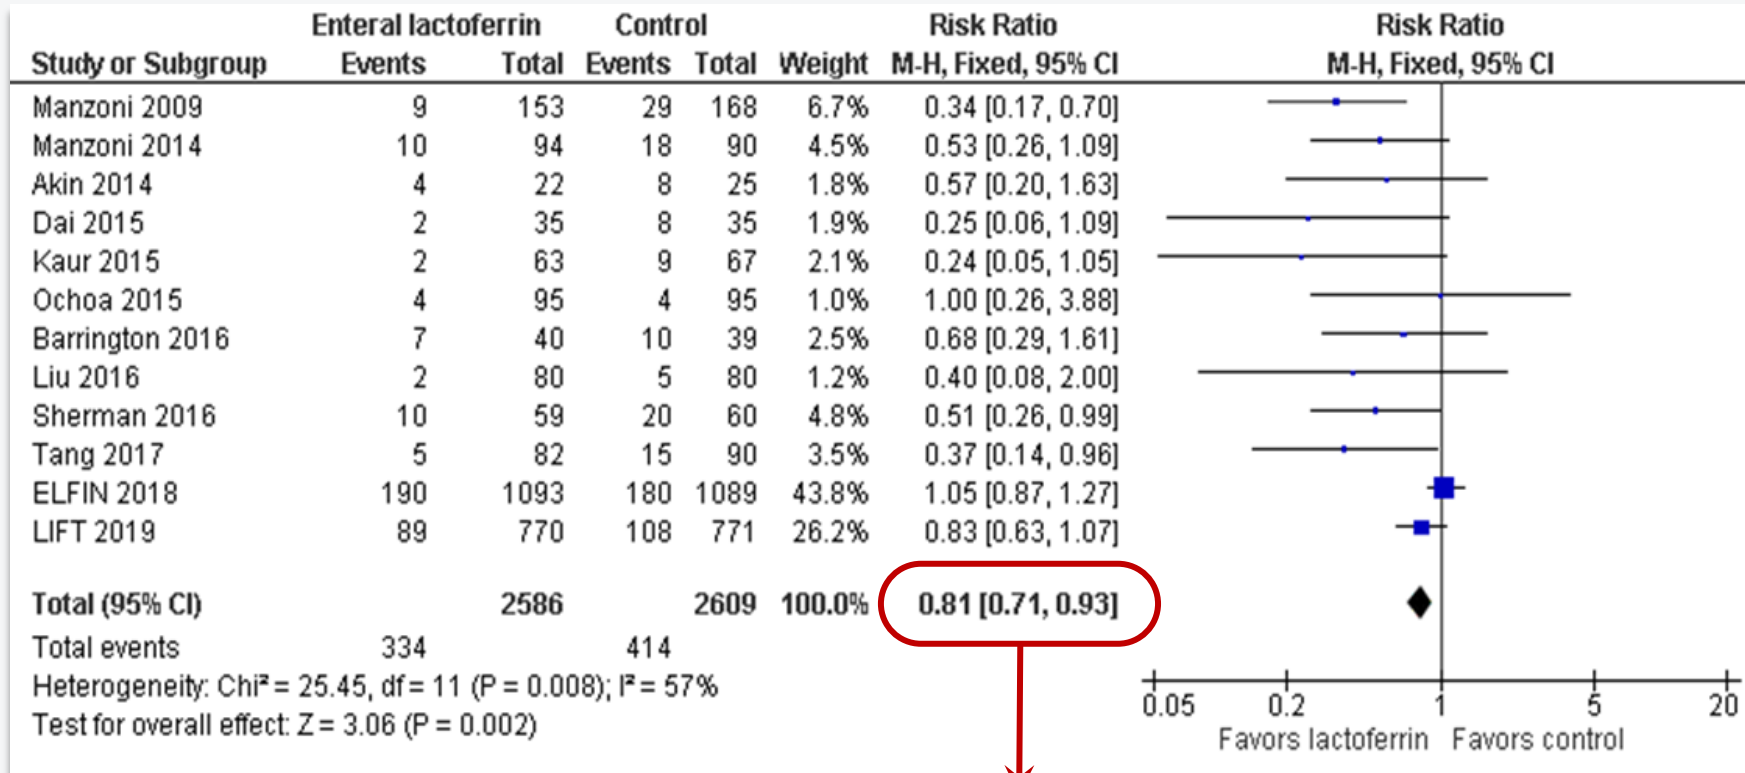 Enteral lactoferrin Control Risk Ratio Risk Ratio
Study or Subgroup Events Total Events Total Weight M-H, Fixed, 95% CI M-H, Fixed, 95% CI
Manzoni 2009 9 153 29 168 6.7% 0.34 [0.17, 0.70]
Manzoni 2014 10 94 18 90 4.5% 0.53 [0.26, 1.09]
Akin 2014 4 22 8 25 1.8% 0.57 [0.20, 1.63]
Dai 2015 2 35 8 35 1.9% 0.25 [0.06, 1.09]
Kaur 2015 2 63 9 67 2.1% 0.24 [0.05, 1.05]
Ochoa 2015 4 95 4 95 1.0% 1.00 [0.26, 3.88]
Barrington 2016 7 40 10 39 2.5% 0.68 [0.29, 1.61]
Liu 2016 2 80 5 80 1.2% 0.40 [0.08, 2.00]
Sherman 2016 10 59 20 60 4.8% 0.51 [0.26, 0.99]
Tang 2017 5 82 15 90 3.5% 0.37 [0.14, 0.96]
ELFIN 2018 190 1093 180 1089 43.8% 1.05 [0.87, 1.27]
LIFT 2019 89 770 108 771 26.2% 0.83 [0.63, 1.07]
Total (95% CI) 2586 2609 100.0% 0.81 [0.71, 0.93]
Total events 334 414
Heterogeneity: Chi² = 25.45, df = 11 (P = 0.008); I² = 57%
Test for overall effect: Z = 3.06 (P = 0.002)
0.05 0.2 1 5 20
Favors lactoferrin Favors control